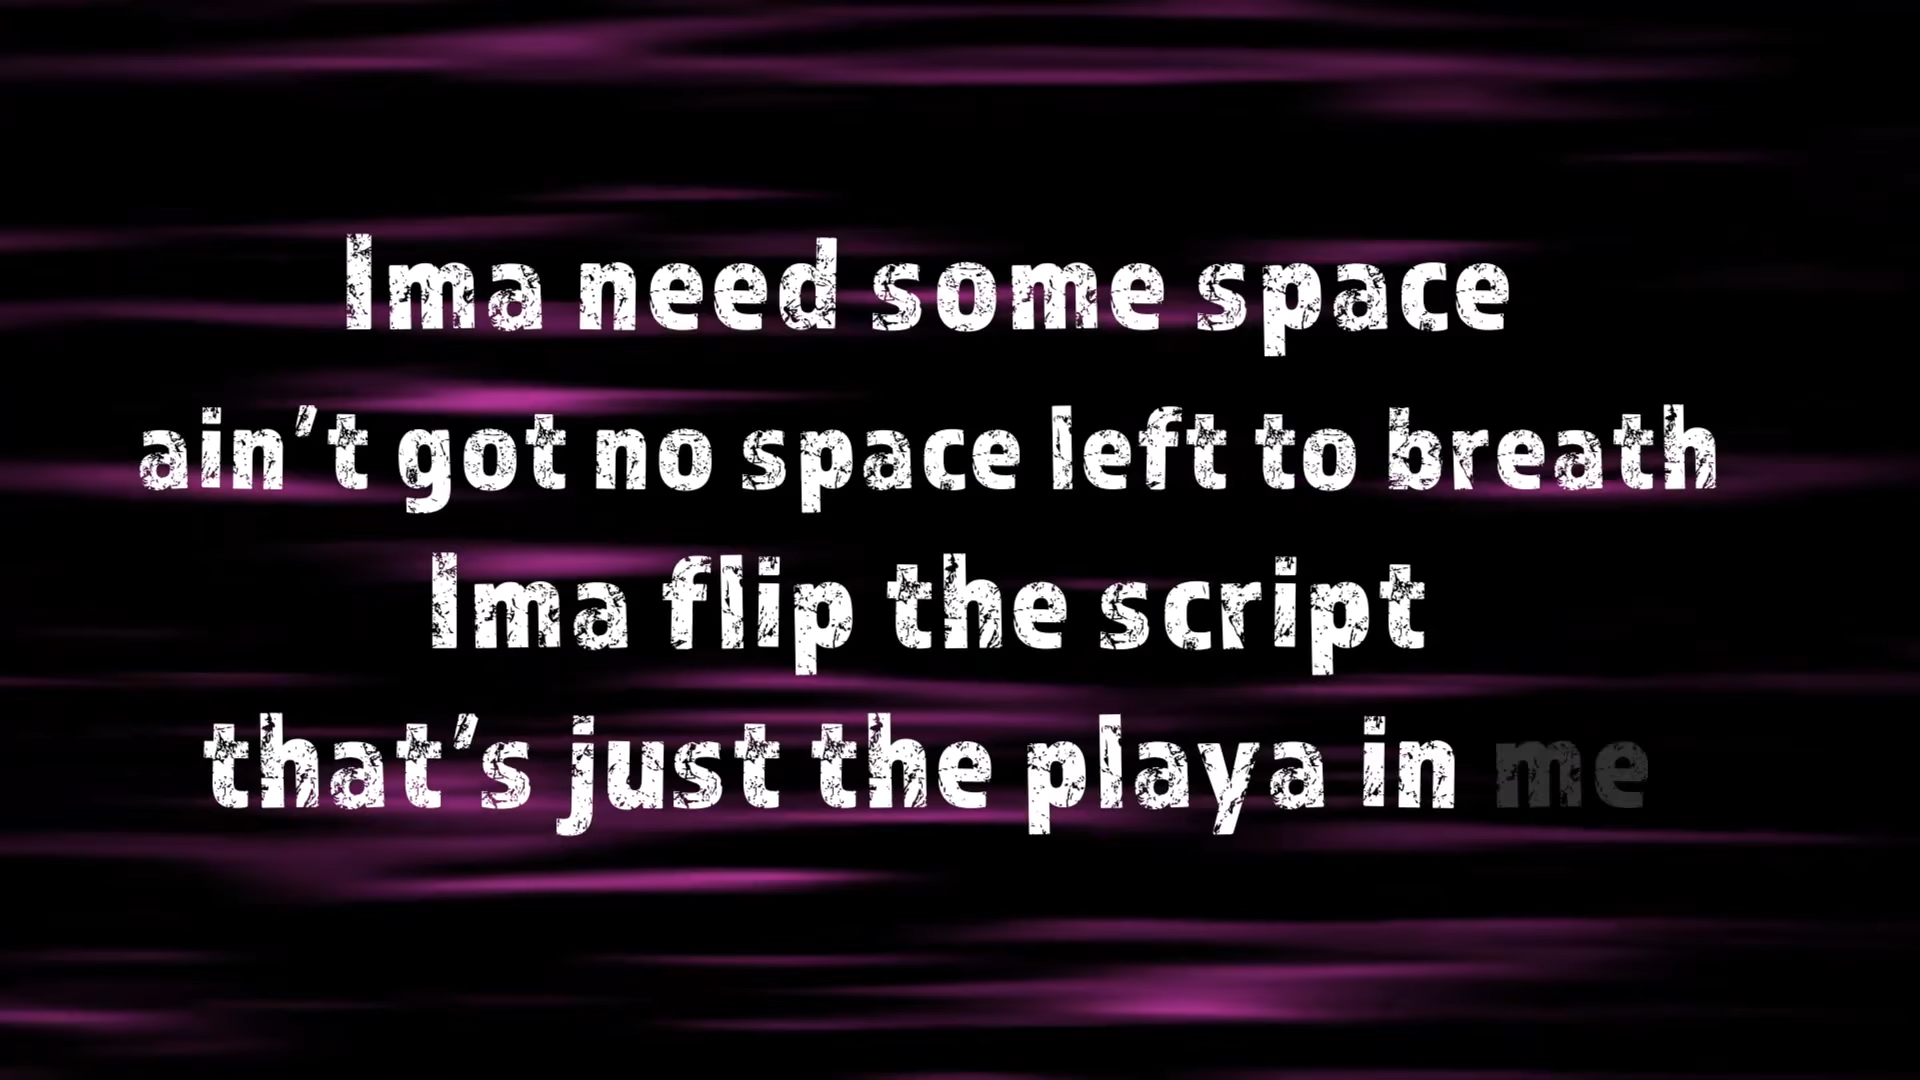 Ima need some space
ain’t got no space left to breath
Ima flip the script
that’s just the playa in me